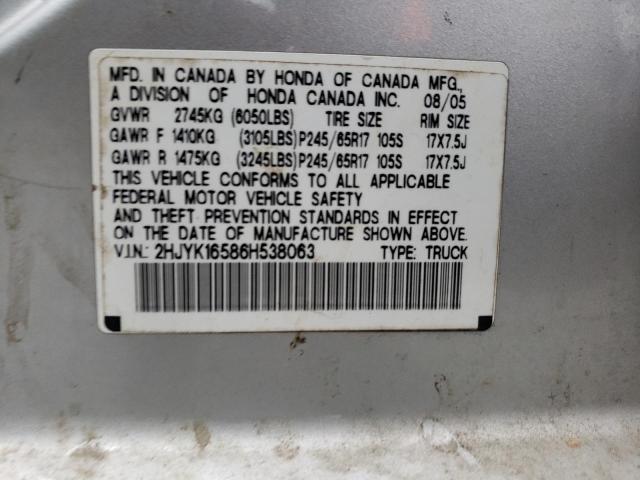 MFD. IN CANADA BY HONDA OF CANADA MFG.,
A DIVISION OF HONDA CANADA INC. 08/05
GVWR 2745KG (6050LBS) TIRE SIZE RIM SIZE
GAWR F 1410KG (3105LBS)P245/65R17 105S 17X7.5J
GAWR R 1475KG (3245LBS)P245/65R17 105S 17X7.5J
THIS VEHICLE CONFORMS TO ALL APPLICABLE
FEDERAL MOTOR VEHICLE SAFETY
AND THEFT PREVENTION STANDARDS IN EFFECT
ON THE DATE OF MANUFACTURE SHOWN ABOVE.
V.I.N.: 2HJYK16586H538063 TYPE: TRUCK